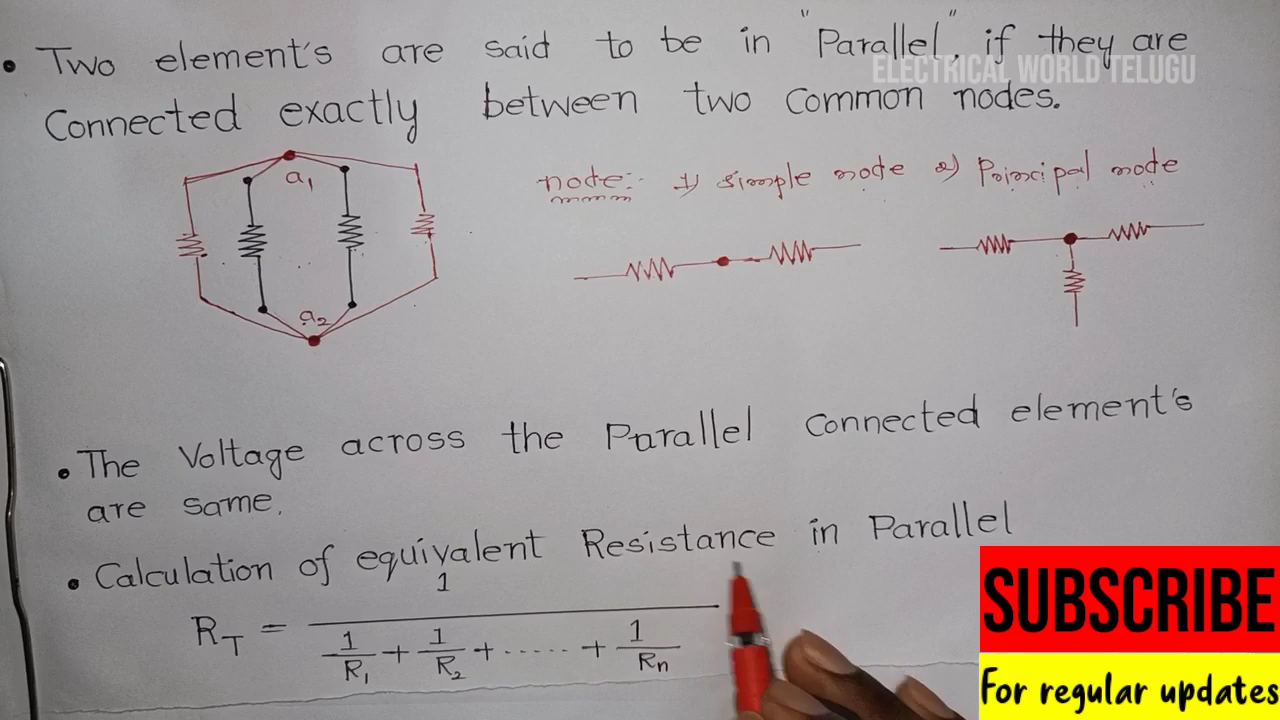 • Two element's are said to be in "Parallel", if they are
ELECTRICAL WORLD TELUGU
Connected exactly between two Common nodes.
node:- 1) Simple node 2) Principal node
a1
a2
• The Voltage across the Parallel Connected element's
are same.
• Calculation of equivalent Resistance in Parallel
1
RT =
1/R1 + 1/R2 + ...... + 1/Rn
SUBSCRIBE
For regular updates